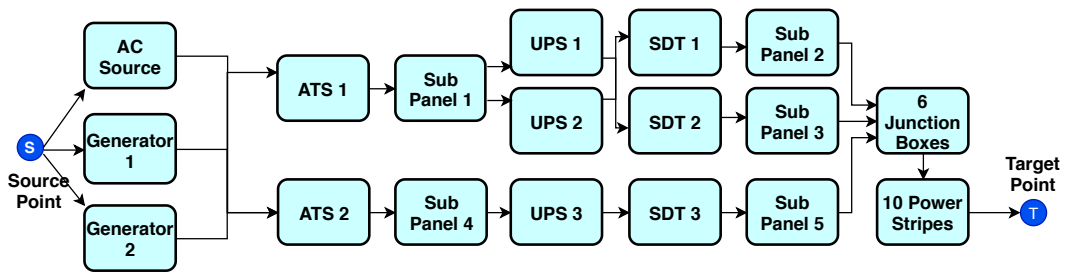 S
Source
Point
AC
Source
Generator
1
Generator
2
ATS 1
ATS 2
Sub
Panel 1
Sub
Panel 4
UPS 1
UPS 2
UPS 3
SDT 1
SDT 2
SDT 3
Sub
Panel 2
Sub
Panel 3
Sub
Panel 5
6
Junction
Boxes
10 Power
Stripes
Target
Point
T